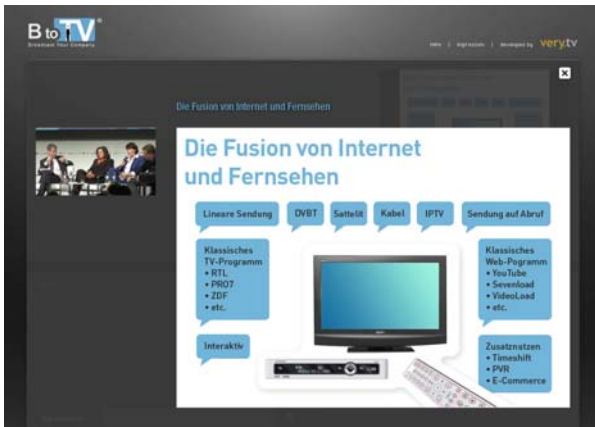 B to TV®
Broadcast Your Company
Impressum | developed by very.tv
Die Fusion von Internet und Fernsehen
Die Fusion von Internet
und Fernsehen
Lineare Sendung
DVBT
Sattelit
Kabel
IPTV
Sendung auf Abruf
Klassisches
TV-Programm
• RTL
• PRO7
• ZDF
• etc.
Klassisches
Web-Pogramm
• YouTube
• Sevenload
• VideoLoad
• etc.
Interaktiv
Zusatznutzen
• Timeshift
• PVR
• E-Commerce